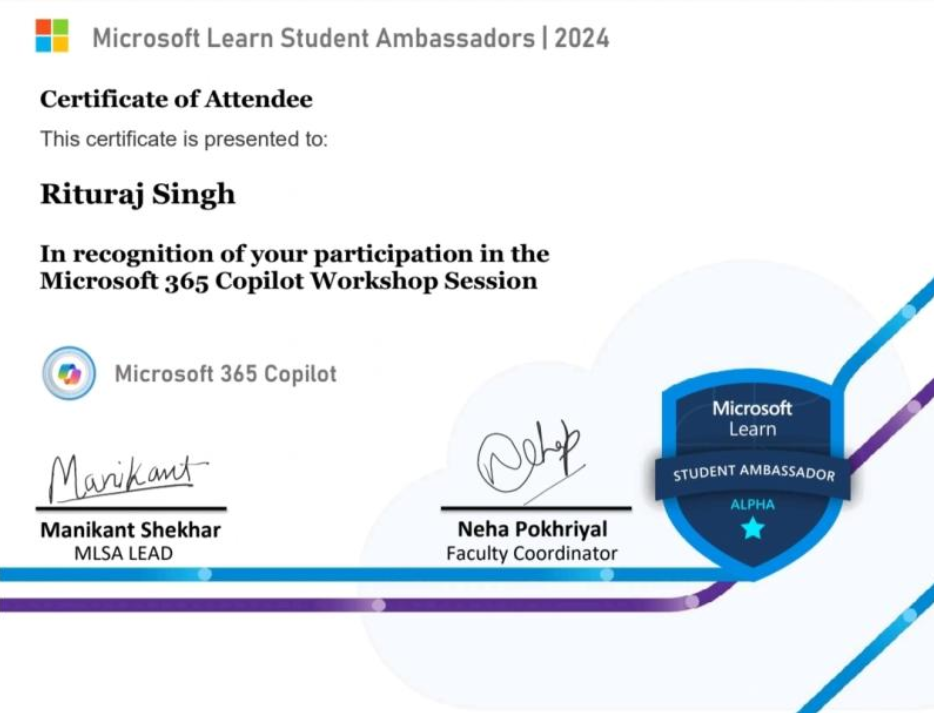 Microsoft Learn Student Ambassadors | 2024
Certificate of Attendee
This certificate is presented to:
Rituraj Singh
In recognition of your participation in the
Microsoft 365 Copilot Workshop Session
Microsoft 365 Copilot
Manikant
Manikant Shekhar
MLSA LEAD
Neha
Neha Pokhriyal
Faculty Coordinator
Microsoft
Learn
STUDENT AMBASSADOR
ALPHA